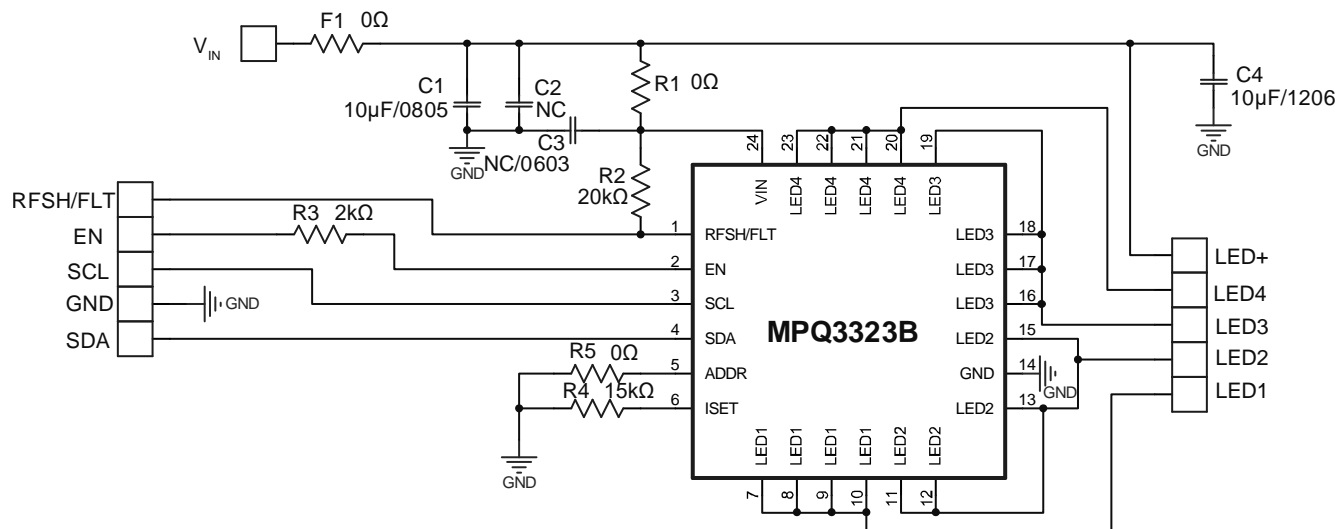 F1 0Ω
VIN
C1
10μF/0805
C2
NC
R1 0Ω
C4
10μF/1206
C3
NC/0603
GND
GND
R2
20kΩ
24 23 22 21 20 19
VIN LED4 LED4 LED4 LED4 LED3
RFSH/FLT
R3 2kΩ
EN
SCL
GND
GND
SDA
1 RFSH/FLT
2 EN
3 SCL
4 SDA
5 ADDR
6 ISET
R5 0Ω
R4 15kΩ
GND
MPQ3323B
LED3 18
LED3 17
LED3 16
LED2 15
GND 14
GND
LED2 13
LED+
LED4
LED3
LED2
LED1
LED1 LED1 LED1 LED1 LED2 LED2
7 8 9 10 11 12